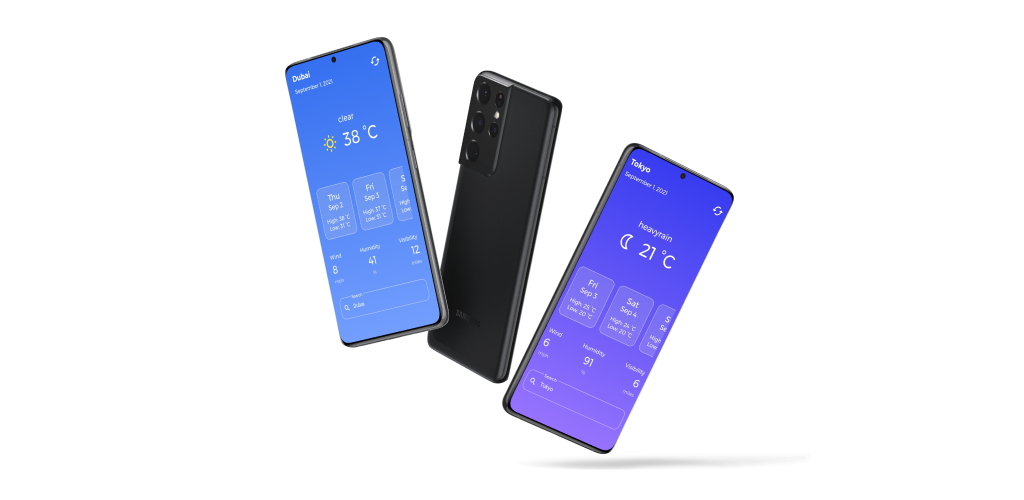 Dubai
September 1, 2021
clear
38 °C
Thu
Sep 2
High: 38 °C
Low: 31 °C
Fri
Sep 3
High: 37 °C
Low: 31 °C
S
Se
High
Low
Wind
8
mph
Humidity
41
%
Visibility
12
miles
Search
Dubai
SAMSUNG
Tokyo
September 1, 2021
heavyrain
21 °C
Fri
Sep 3
High: 25 °C
Low: 20 °C
Sat
Sep 4
High: 24 °C
Low: 20 °C
S
Se
High
Low
Wind
6
mph
Humidity
91
%
Visibility
6
miles
Search
Tokyo